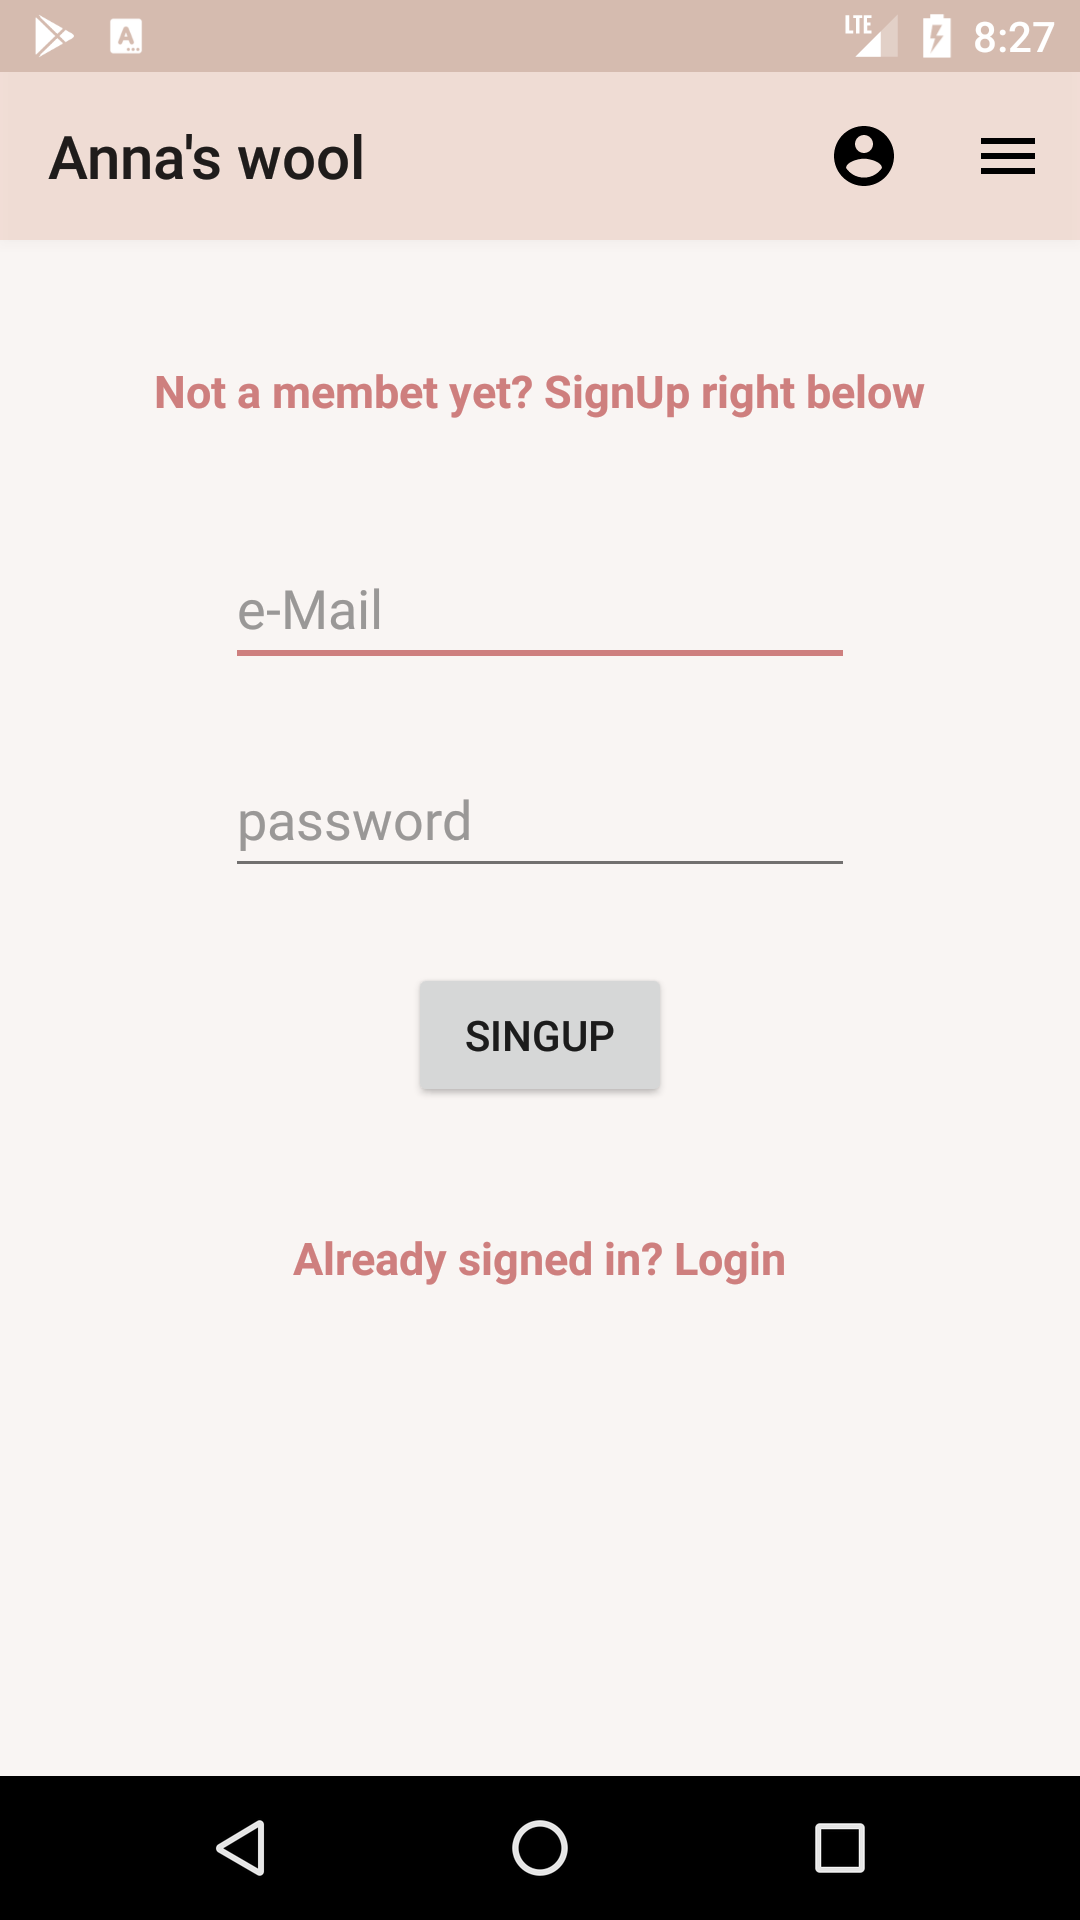 LTE 8:27
Anna's wool
Not a membet yet? SignUp right below
e-Mail
password
SINGUP
Already signed in? Login